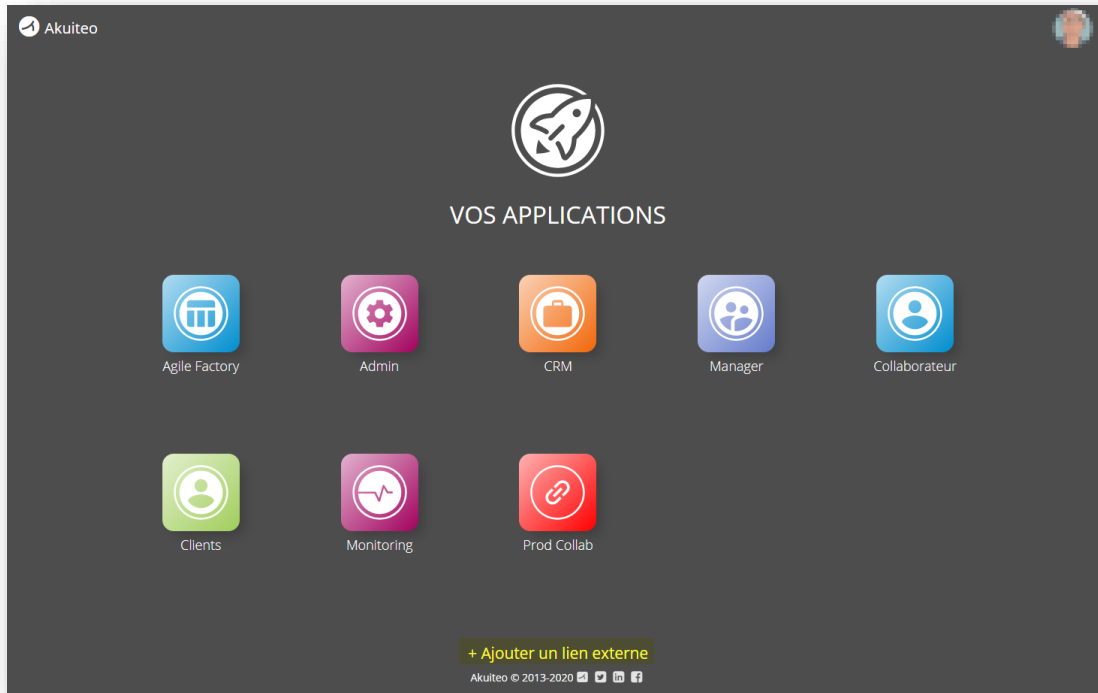 Akuiteo
VOS APPLICATIONS
Agile Factory
Admin
CRM
Manager
Collaborateur
Clients
Monitoring
Prod Collab
+ Ajouter un lien externe
Akuiteo © 2013-2020